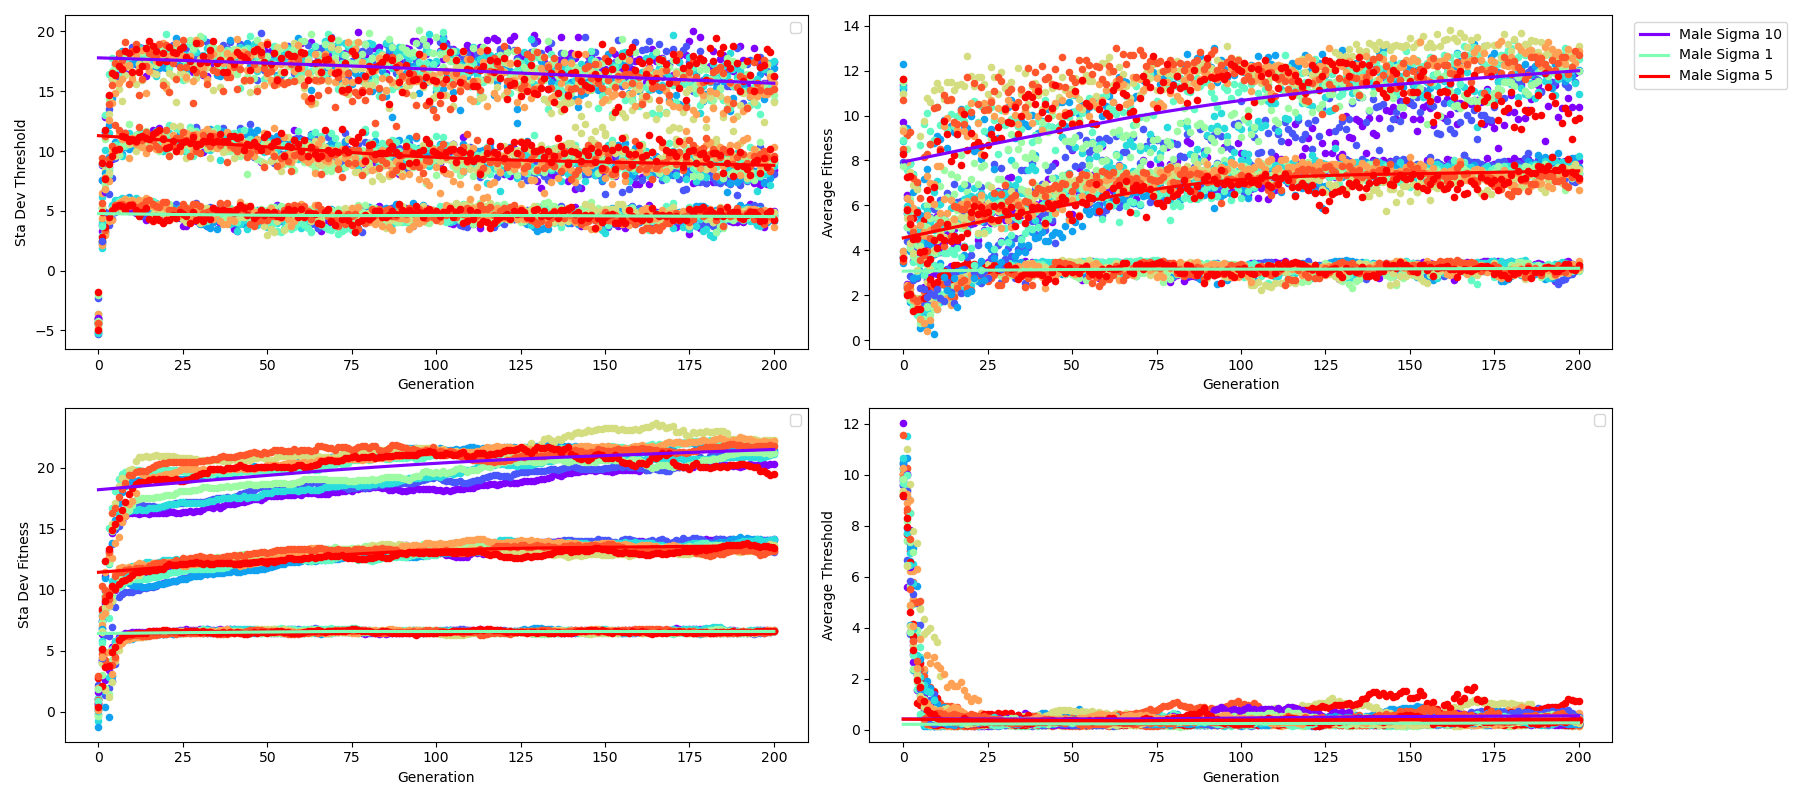 20
15
10
5
0
−5
Sta Dev Threshold
0 25 50 75 100 125 150 175 200
Generation
14
12
10
8
6
4
2
0
Average Fitness
0 25 50 75 100 125 150 175 200
Generation
Male Sigma 10
Male Sigma 1
Male Sigma 5
20
15
10
5
0
Sta Dev Fitness
0 25 50 75 100 125 150 175 200
Generation
12
10
8
6
4
2
0
Average Threshold
0 25 50 75 100 125 150 175 200
Generation